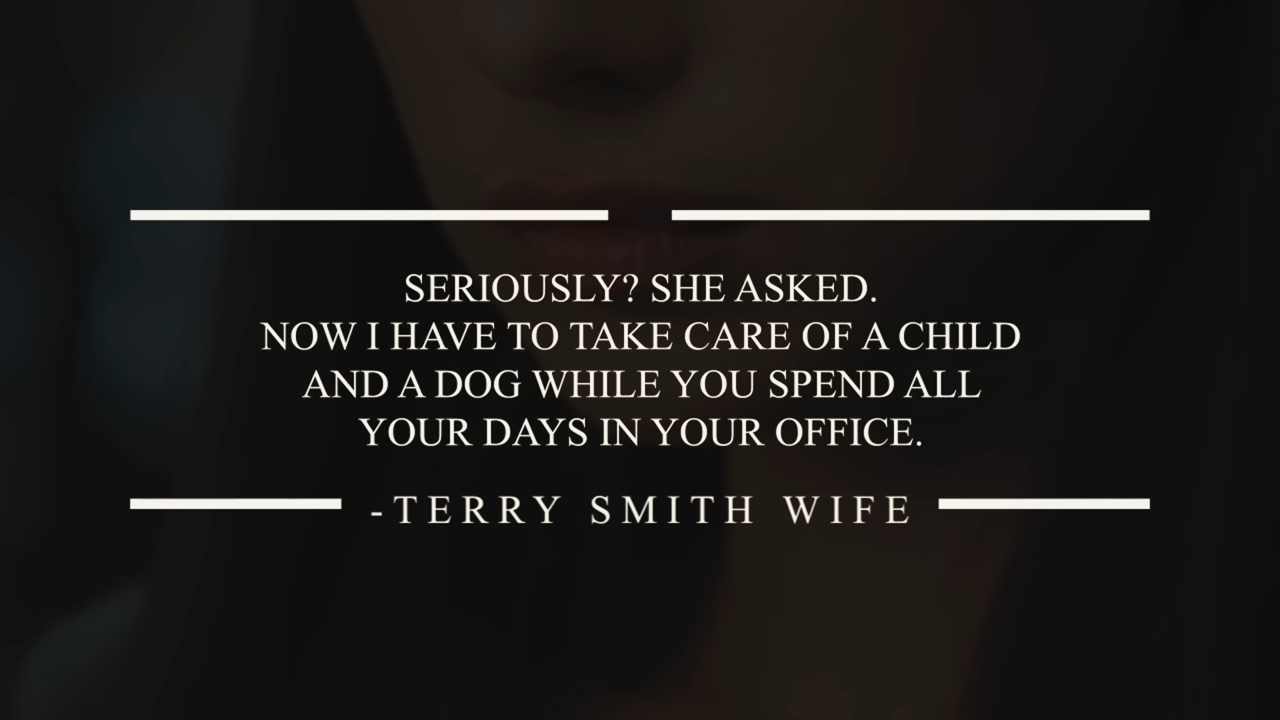 SERIOUSLY? SHE ASKED.
NOW I HAVE TO TAKE CARE OF A CHILD
AND A DOG WHILE YOU SPEND ALL
YOUR DAYS IN YOUR OFFICE.
-TERRY SMITH WIFE